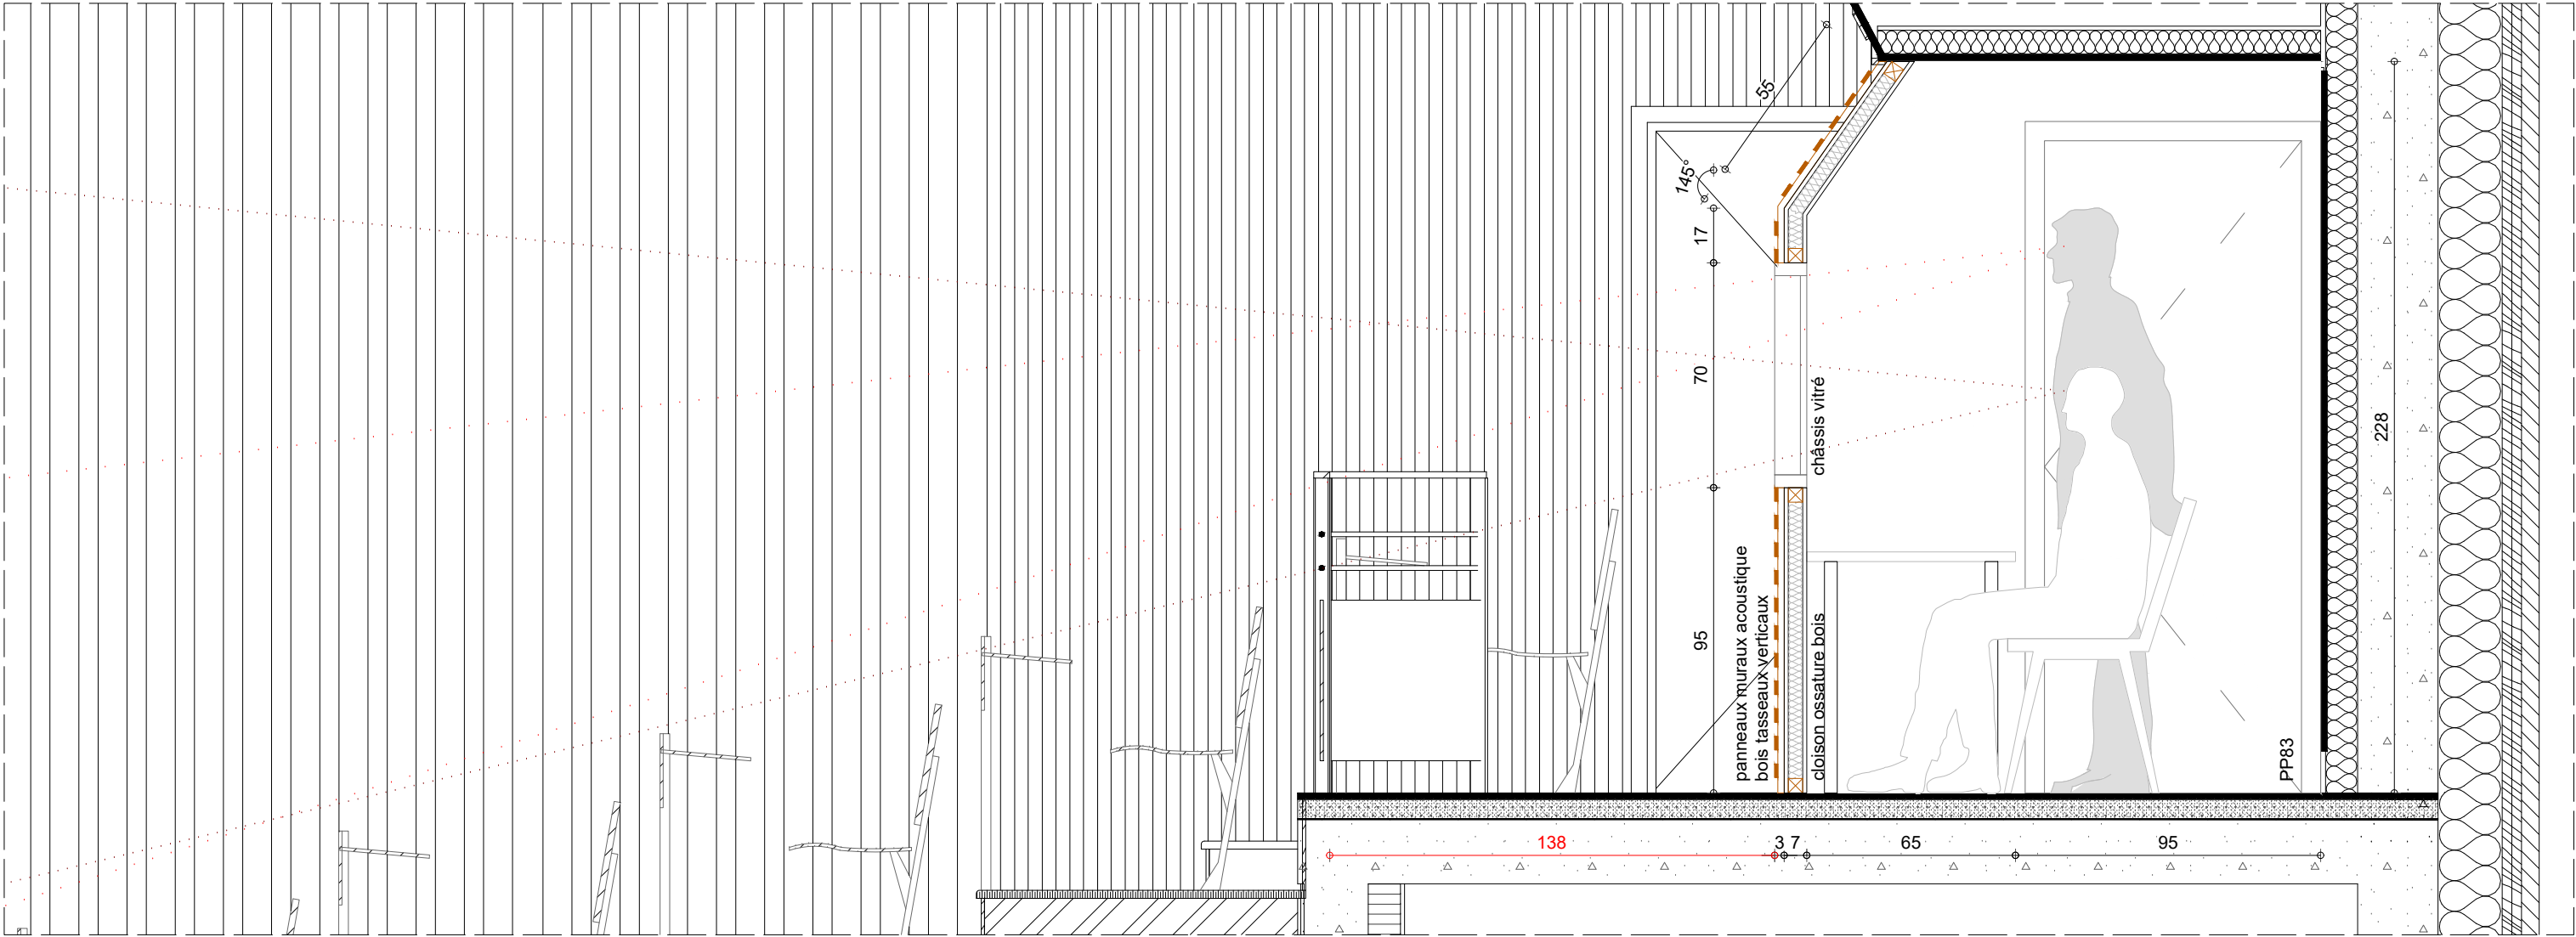 55
145°
17
70
95
châssis vitré
panneaux muraux acoustique
bois tasseaux verticaux
cloison ossature bois
PP83
228
138
3
7
65
95